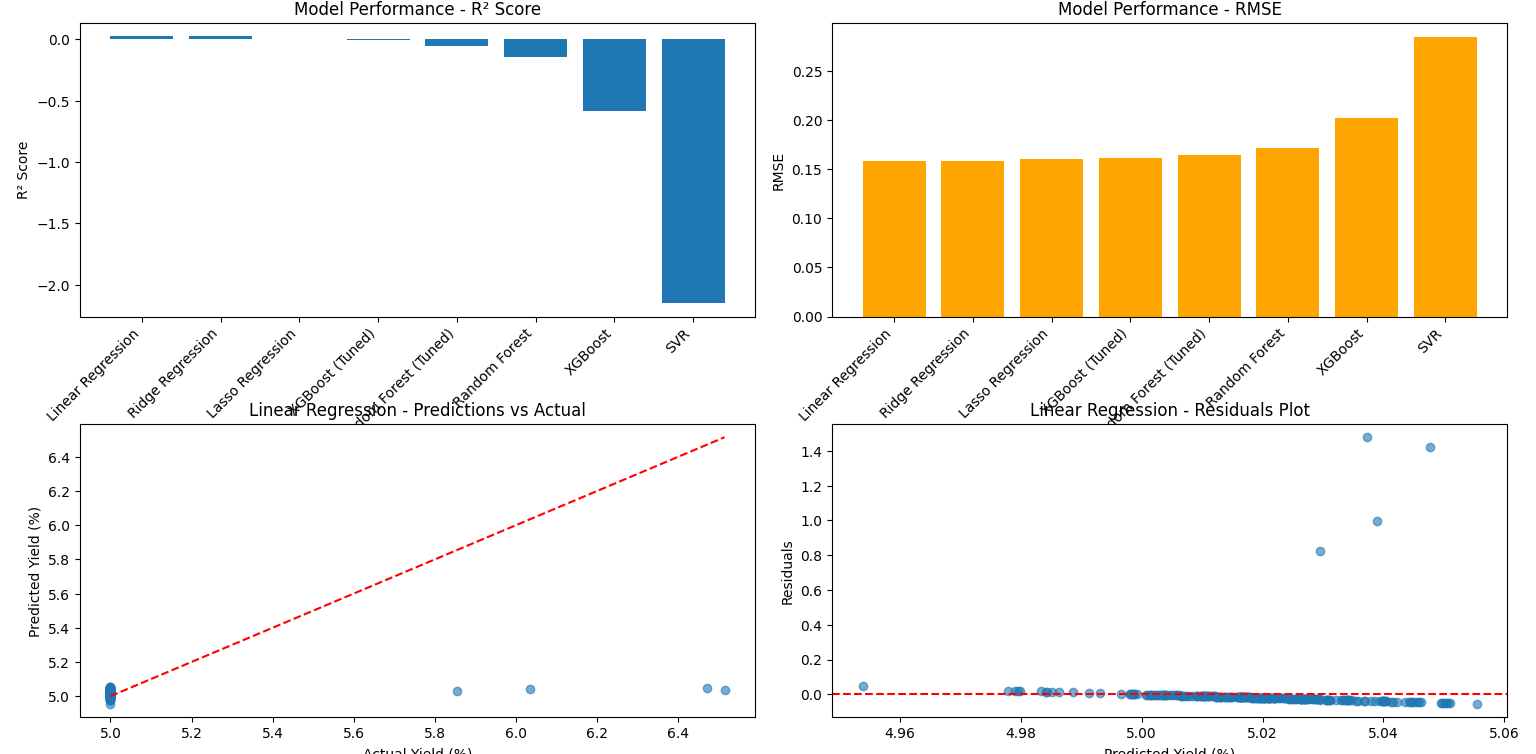 Model Performance - R² Score
R² Score
0.0
−0.5
−1.0
−1.5
−2.0
Linear Regression
Ridge Regression
Lasso Regression
XGBoost (Tuned)
Forest (Tuned)
Random Forest
XGBoost
SVR
Model Performance - RMSE
RMSE
0.25
0.20
0.15
0.10
0.05
0.00
Linear Regression
Ridge Regression
Lasso Regression
XGBoost (Tuned)
Forest (Tuned)
Random Forest
XGBoost
SVR
Linear Regression - Predictions vs Actual
Predicted Yield (%)
6.4
6.2
6.0
5.8
5.6
5.4
5.2
5.0
5.0 5.2 5.4 5.6 5.8 6.0 6.2 6.4
Actual Yield (%)
Linear Regression - Residuals Plot
Residuals
1.4
1.2
1.0
0.8
0.6
0.4
0.2
0.0
4.96 4.98 5.00 5.02 5.04 5.06
Predicted Yield (%)